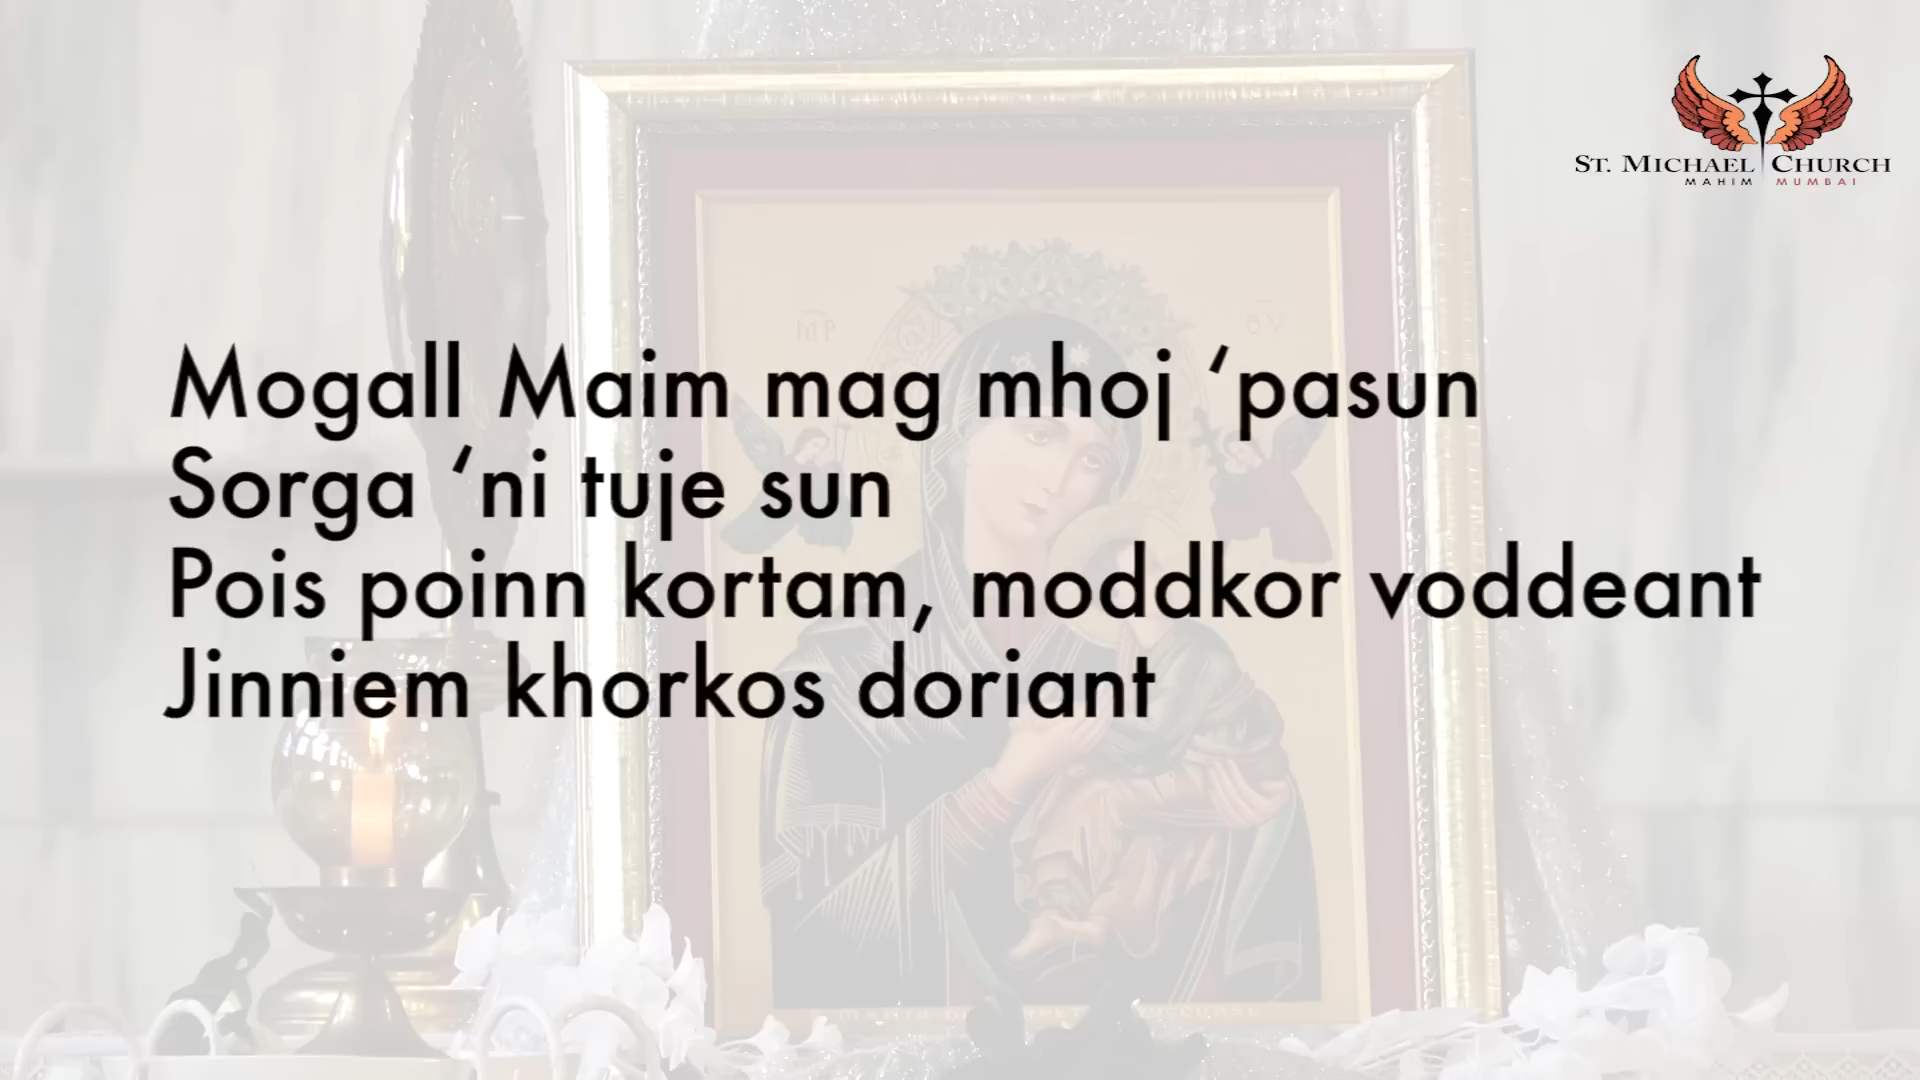 ST. MICHAEL CHURCH
MAHIM MUMBAI
Mogall Maim mag mhoj ‘pasun
Sorga ‘ni tuje sun
Pois poinn kortam, moddkor voddeant
Jinniem khorkos doriant